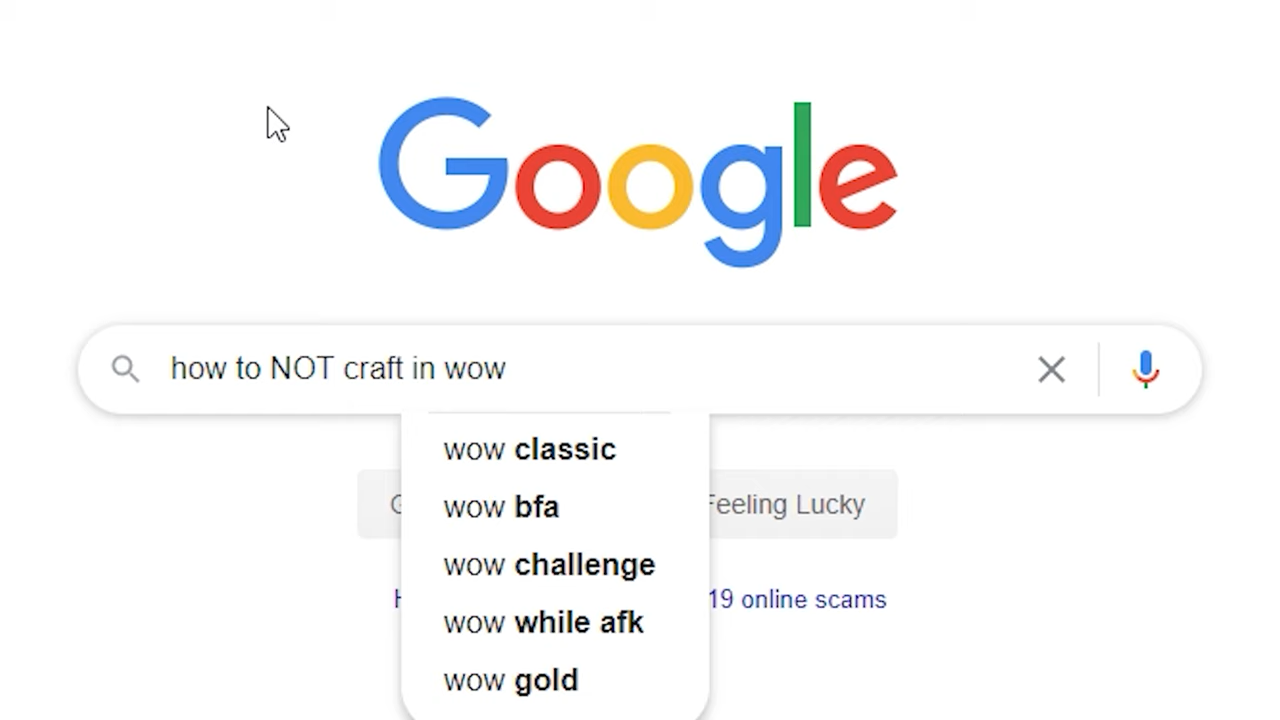 Google
how to NOT craft in wow
wow classic
wow bfa
Feeling Lucky
wow challenge
19 online scams
wow while afk
wow gold